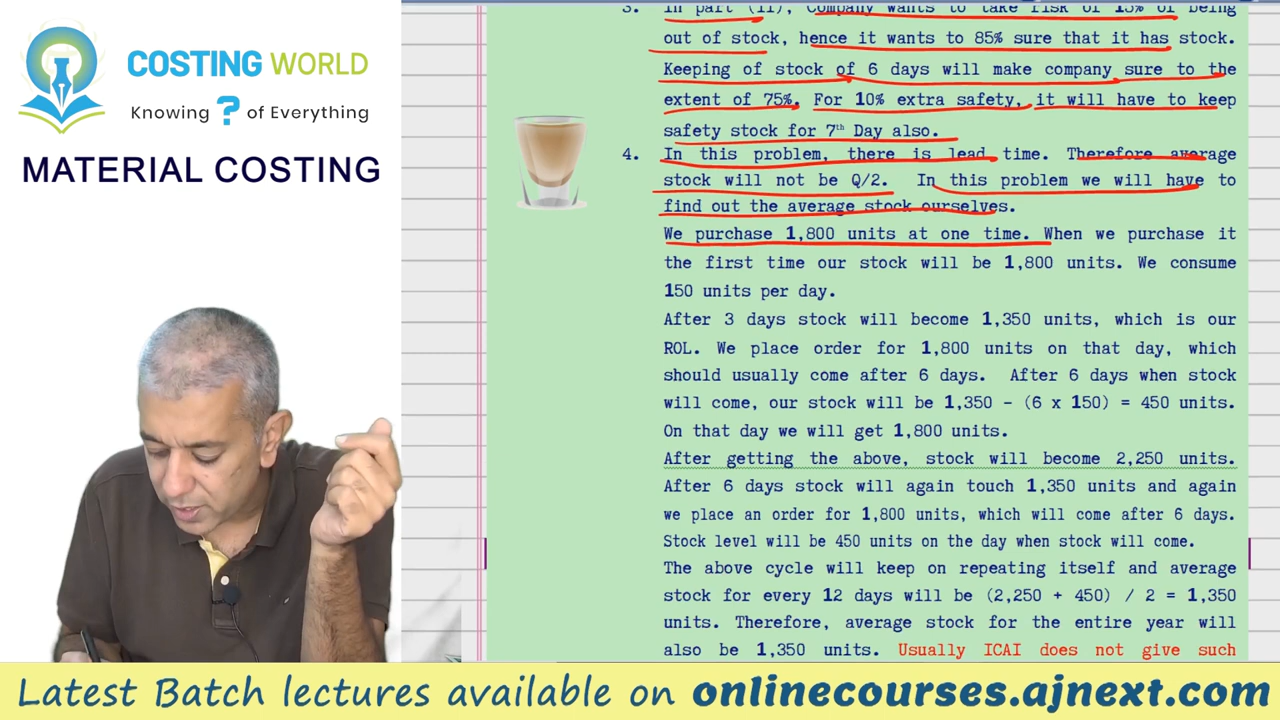 COSTING WORLD
Knowing ? of Everything
MATERIAL COSTING
3. In part (ii), Company wants to take risk of 15% of being
out of stock, hence it wants to 85% sure that it has stock.
Keeping of stock of 6 days will make company sure to the
extent of 75%. For 10% extra safety, it will have to keep
safety stock for 7th Day also.
4. In this problem, there is lead time. Therefore average
stock will not be Q/2. In this problem we will have to
find out the average stock ourselves.
We purchase 1,800 units at one time. When we purchase it
the first time our stock will be 1,800 units. We consume
150 units per day.
After 3 days stock will become 1,350 units, which is our
ROL. We place order for 1,800 units on that day, which
should usually come after 6 days. After 6 days when stock
will come, our stock will be 1,350 – (6 x 150) = 450 units.
On that day we will get 1,800 units.
After getting the above, stock will become 2,250 units.
After 6 days stock will again touch 1,350 units and again
we place an order for 1,800 units, which will come after 6 days.
Stock level will be 450 units on the day when stock will come.
The above cycle will keep on repeating itself and average
stock for every 12 days will be (2,250 + 450) / 2 = 1,350
units. Therefore, average stock for the entire year will
also be 1,350 units. Usually ICAI does not give such
Latest Batch lectures available on onlinecourses.ajnext.com